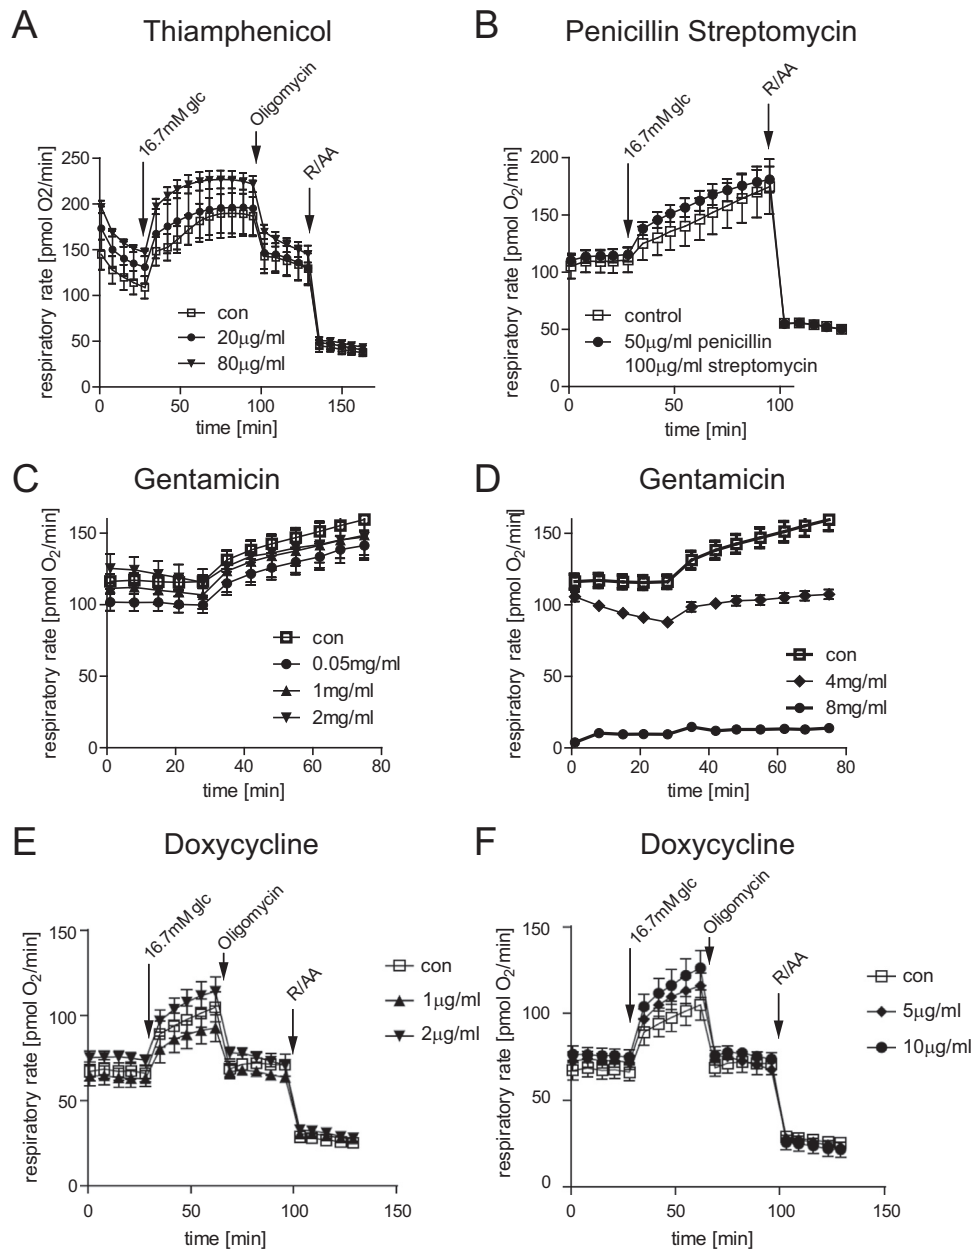 A
Thiamphenicol
16.7mM glc
Oligomycin
R/AA
respiratory rate [pmol O2/min]
250
200
150
100
50
0
con
20µg/ml
80µg/ml
0
50
100
150
time [min]
B
Penicillin Streptomycin
16.7mM glc
R/AA
respiratory rate [pmol O2/min]
200
150
100
50
0
control
50µg/ml penicillin
100µg/ml streptomycin
0
50
100
time [min]
C
Gentamicin
respiratory rate [pmol O2/min]
150
100
50
0
con
0.05mg/ml
1mg/ml
2mg/ml
0
20
40
60
80
time [min]
D
Gentamicin
respiratory rate [pmol O2/min]
150
100
50
0
con
4mg/ml
8mg/ml
0
20
40
60
80
time [min]
E
Doxycycline
16.7mM glc
Oligomycin
R/AA
respiratory rate [pmol O2/min]
150
100
50
0
con
1µg/ml
2µg/ml
0
50
100
150
time [min]
F
Doxycycline
16.7mM glc
Oligomycin
R/AA
respiratory rate [pmol O2/min]
150
100
50
0
con
5µg/ml
10µg/ml
0
50
100
150
time [min]